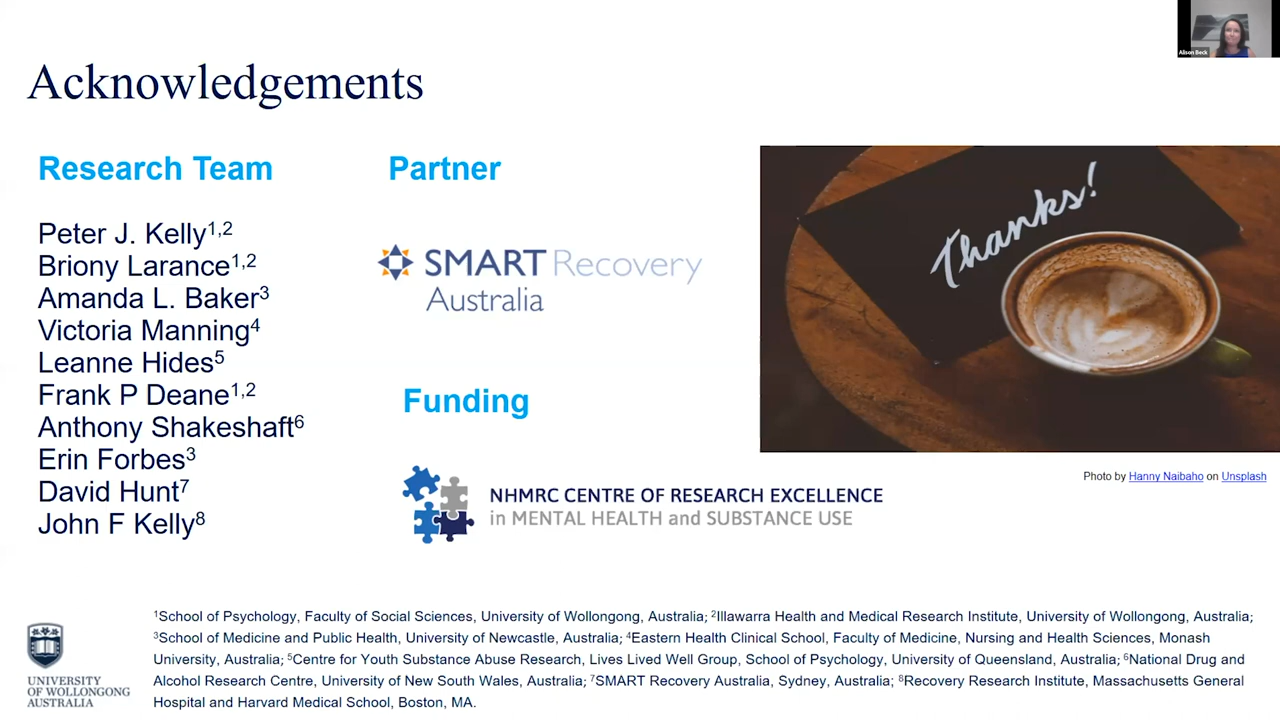 Alison Beck
Acknowledgements
Research Team
Peter J. Kelly1,2
Briony Larance1,2
Amanda L. Baker3
Victoria Manning4
Leanne Hides5
Frank P Deane1,2
Anthony Shakeshaft6
Erin Forbes3
David Hunt7
John F Kelly8
Partner
SMART Recovery
Australia
Funding
NHMRC CENTRE OF RESEARCH EXCELLENCE
in MENTAL HEALTH and SUBSTANCE USE
Thanks!
Photo by Hanny Naibaho on Unsplash
UNIVERSITY
OF WOLLONGONG
AUSTRALIA
1School of Psychology, Faculty of Social Sciences, University of Wollongong, Australia; 2Illawarra Health and Medical Research Institute, University of Wollongong, Australia;
3School of Medicine and Public Health, University of Newcastle, Australia; 4Eastern Health Clinical School, Faculty of Medicine, Nursing and Health Sciences, Monash
University, Australia; 5Centre for Youth Substance Abuse Research, Lives Lived Well Group, School of Psychology, University of Queensland, Australia; 6National Drug and
Alcohol Research Centre, University of New South Wales, Australia; 7SMART Recovery Australia, Sydney, Australia; 8Recovery Research Institute, Massachusetts General
Hospital and Harvard Medical School, Boston, MA.